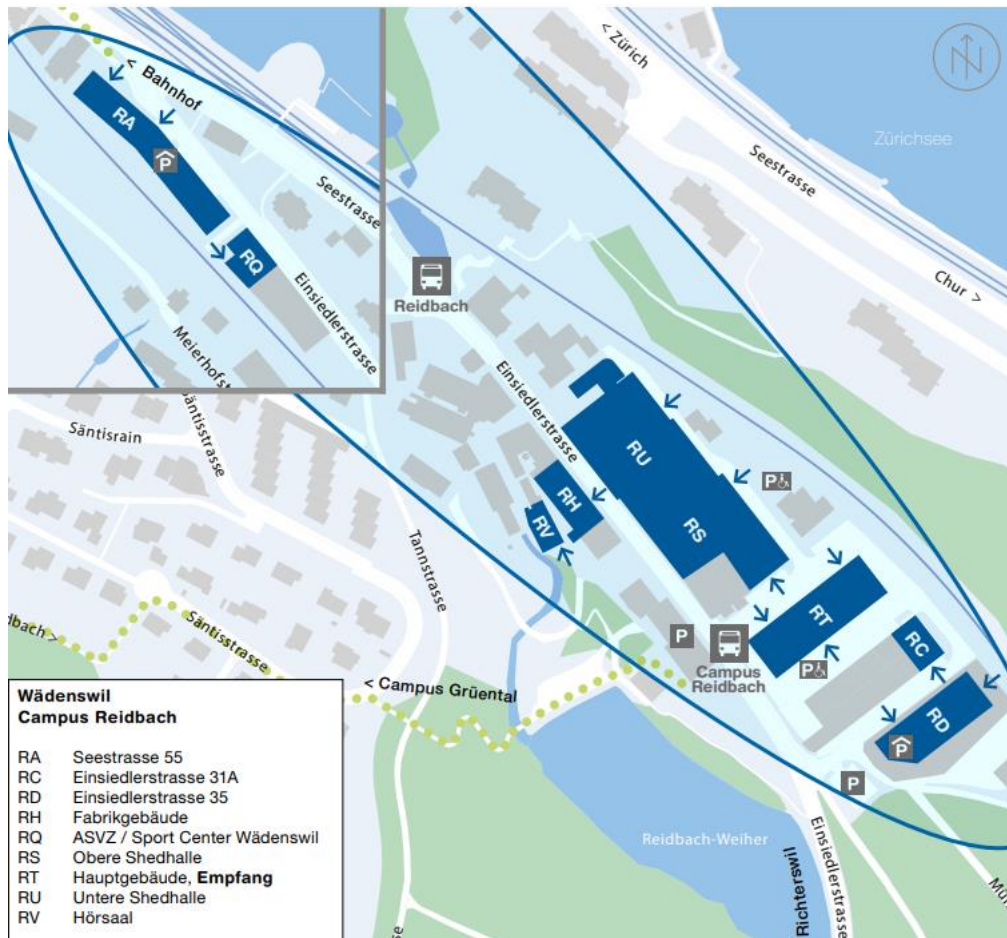 < Bahnhof
RA
P
RQ
Seestrasse
Einsiedlerstrasse
Meierhofst
< Zürich
N
Zürichsee
Seestrasse
Chur >
Reidbach
Säntisrain
Säntisstrasse
Einsiedlerstrasse
RU
RH
RV
RS
P
Tannstrasse
RT
P
RC
RD
P
P
Campus
Reidbach
P
dbach >
Säntisstrasse
< Campus Grüental
Reidbach-Weiher
Richterswil
Einsiedlerstrasse
Mün
Wädenswil
Campus Reidbach
RA Seestrasse 55
RC Einsiedlerstrasse 31A
RD Einsiedlerstrasse 35
RH Fabrikgebäude
RQ ASVZ / Sport Center Wädenswil
RS Obere Shedhalle
RT Hauptgebäude, Empfang
RU Untere Shedhalle
RV Hörsaal